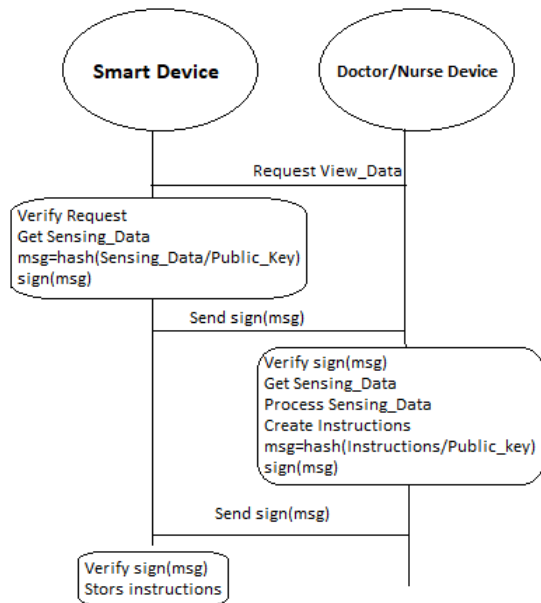 Smart Device
Doctor/Nurse Device
Request View_Data
Verify Request
Get Sensing_Data
msg=hash(Sensing_Data/Public_Key)
sign(msg)
Send sign(msg)
Verify sign(msg)
Get Sensing_Data
Process Sensing_Data
Create Instructions
msg=hash(Instructions/Public_key)
sign(msg)
Send sign(msg)
Verify sign(msg)
Stors instructions